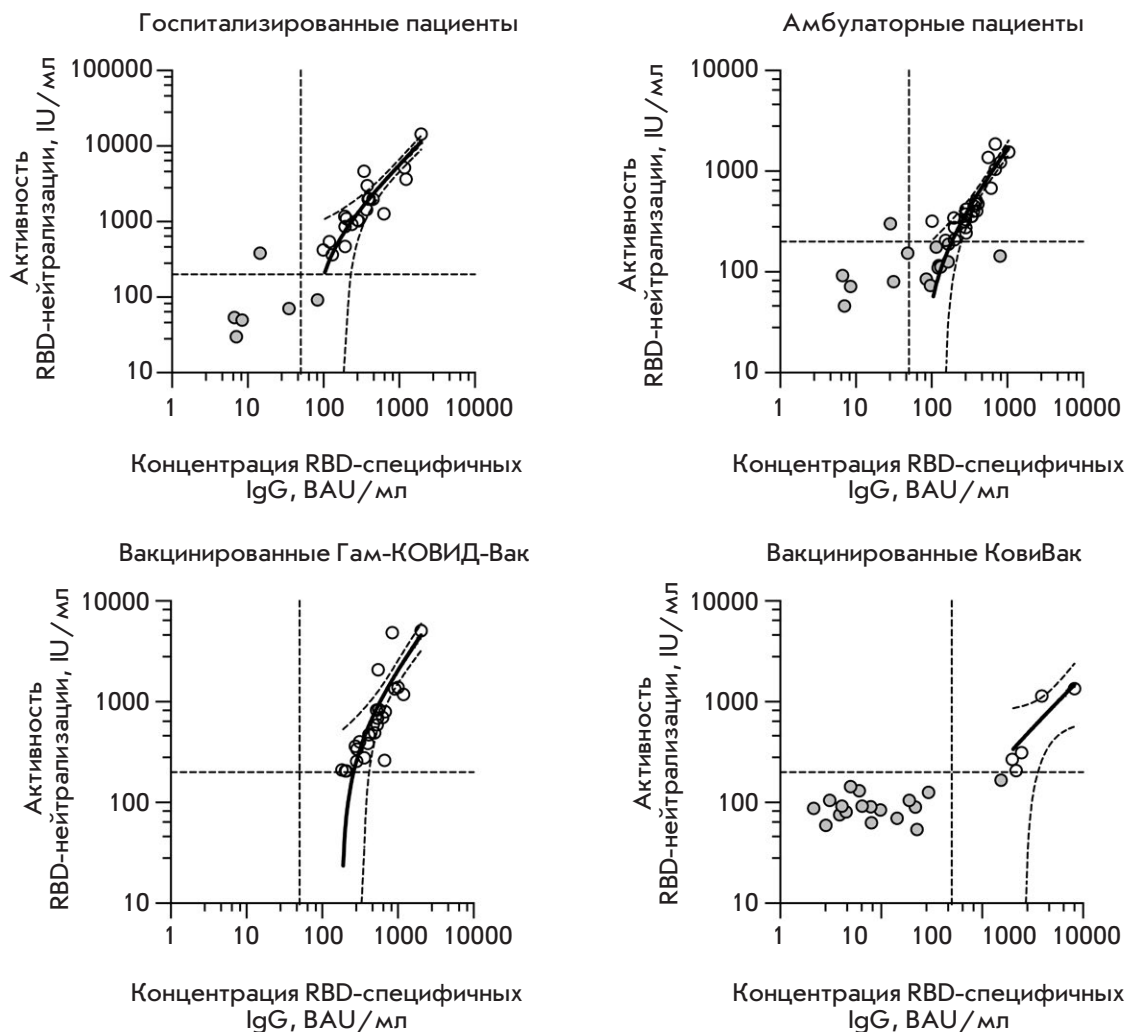 Госпитализированные пациенты
Активность
RBD-нейтрализации, IU/мл
100000
10000
1000
100
10
1
10
100
1000
10000
Концентрация RBD-специфичных
IgG, BAU/мл
Амбулаторные пациенты
Активность
RBD-нейтрализации, IU/мл
10000
1000
100
10
1
10
100
1000
10000
Концентрация RBD-специфичных
IgG, BAU/мл
Вакцинированные Гам-КОВИД-Вак
Активность
RBD-нейтрализации, IU/мл
10000
1000
100
10
1
10
100
1000
10000
Концентрация RBD-специфичных
IgG, BAU/мл
Вакцинированные КовиВак
Активность
RBD-нейтрализации, IU/мл
10000
1000
100
10
1
10
100
1000
10000
Концентрация RBD-специфичных
IgG, BAU/мл